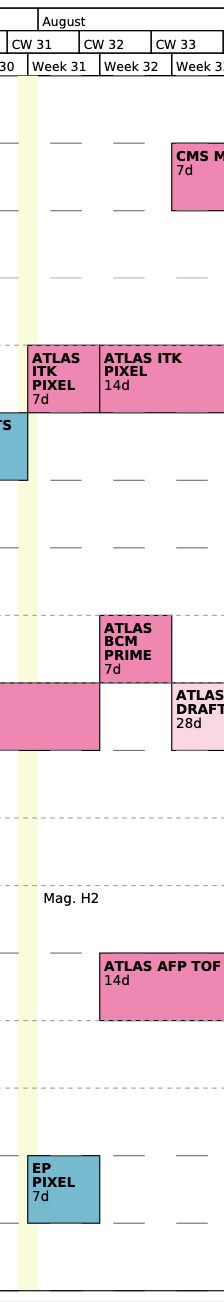 August
CW 31 CW 32 CW 33
30 Week 31 Week 32 Week
CMS
7d
ATLAS
ITK
PIXEL
7d
ATLAS ITK
PIXEL
14d
ATLAS
BCM
PRIME
7d
ATLAS
DRAFT
28d
Mag. H2
ATLAS AFP TOF
14d
EP
PIXEL
7d